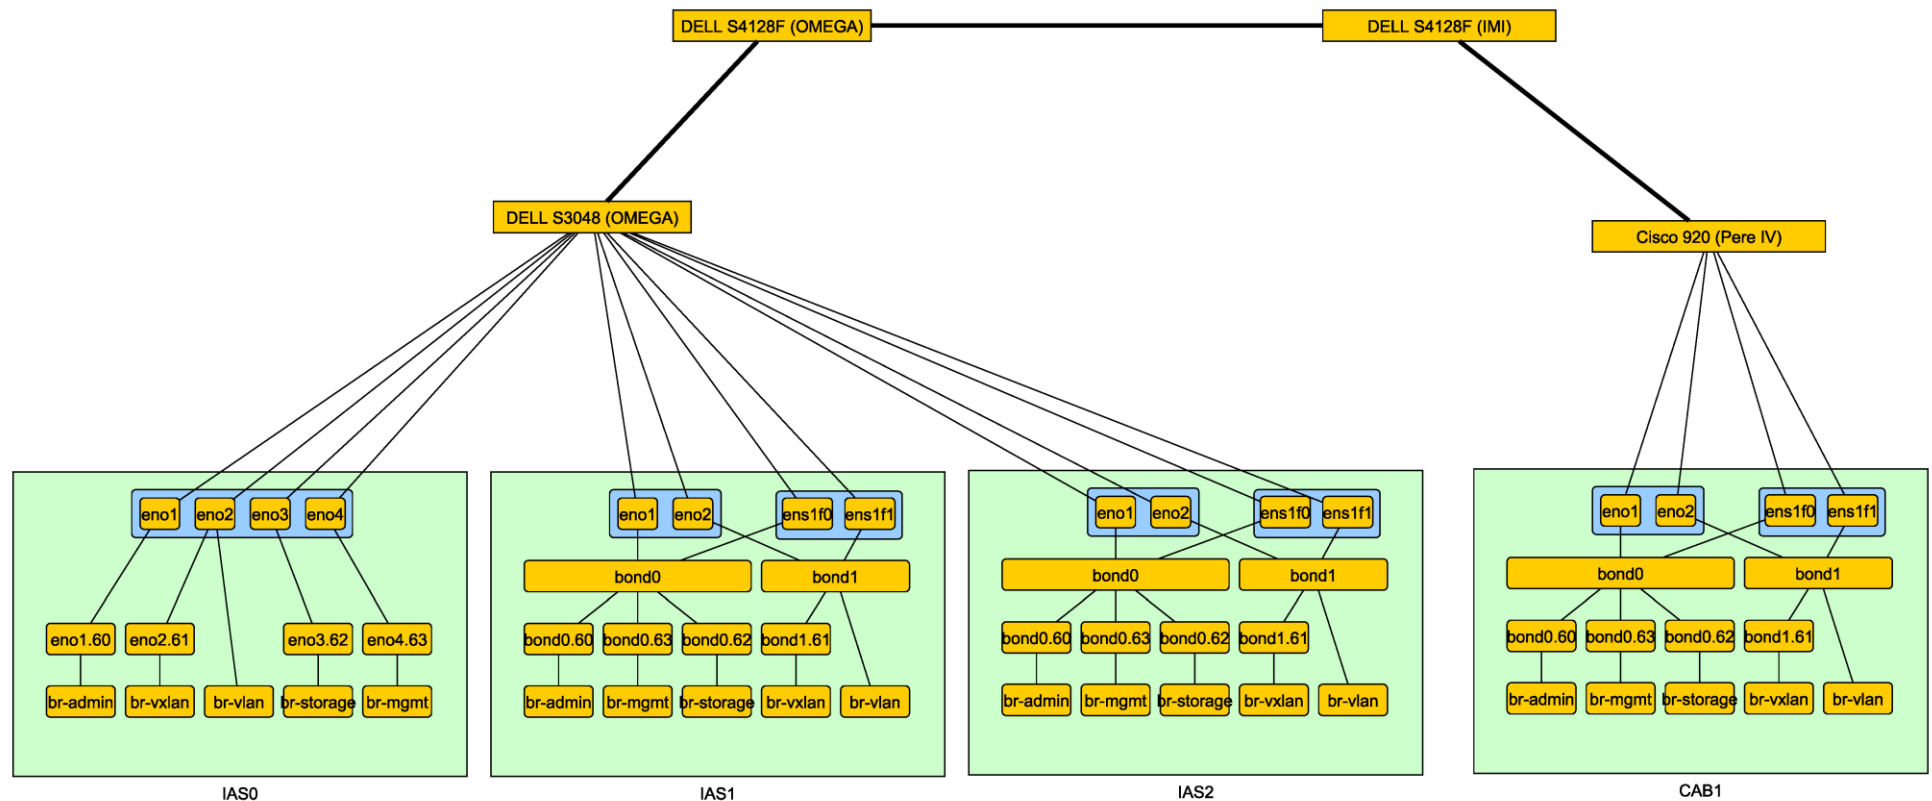 DELL S4128F (OMEGA)
DELL S4128F (IMI)
DELL S3048 (OMEGA)
Cisco 920 (Pere IV)
eno1
eno2
eno3
eno4
eno1.60
eno2.61
eno3.62
eno4.63
br-admin
br-vxlan
br-vlan
br-storage
br-mgmt
IAS0
eno1
eno2
ens1f0
ens1f1
bond0
bond1
bond0.60
bond0.63
bond0.62
bond1.61
br-admin
br-mgmt
br-storage
br-vxlan
br-vlan
IAS1
eno1
eno2
ens1f0
ens1f1
bond0
bond1
bond0.60
bond0.63
bond0.62
bond1.61
br-admin
br-mgmt
br-storage
br-vxlan
br-vlan
IAS2
eno1
eno2
ens1f0
ens1f1
bond0
bond1
bond0.60
bond0.63
bond0.62
bond1.61
br-admin
br-mgmt
br-storage
br-vxlan
br-vlan
CAB1